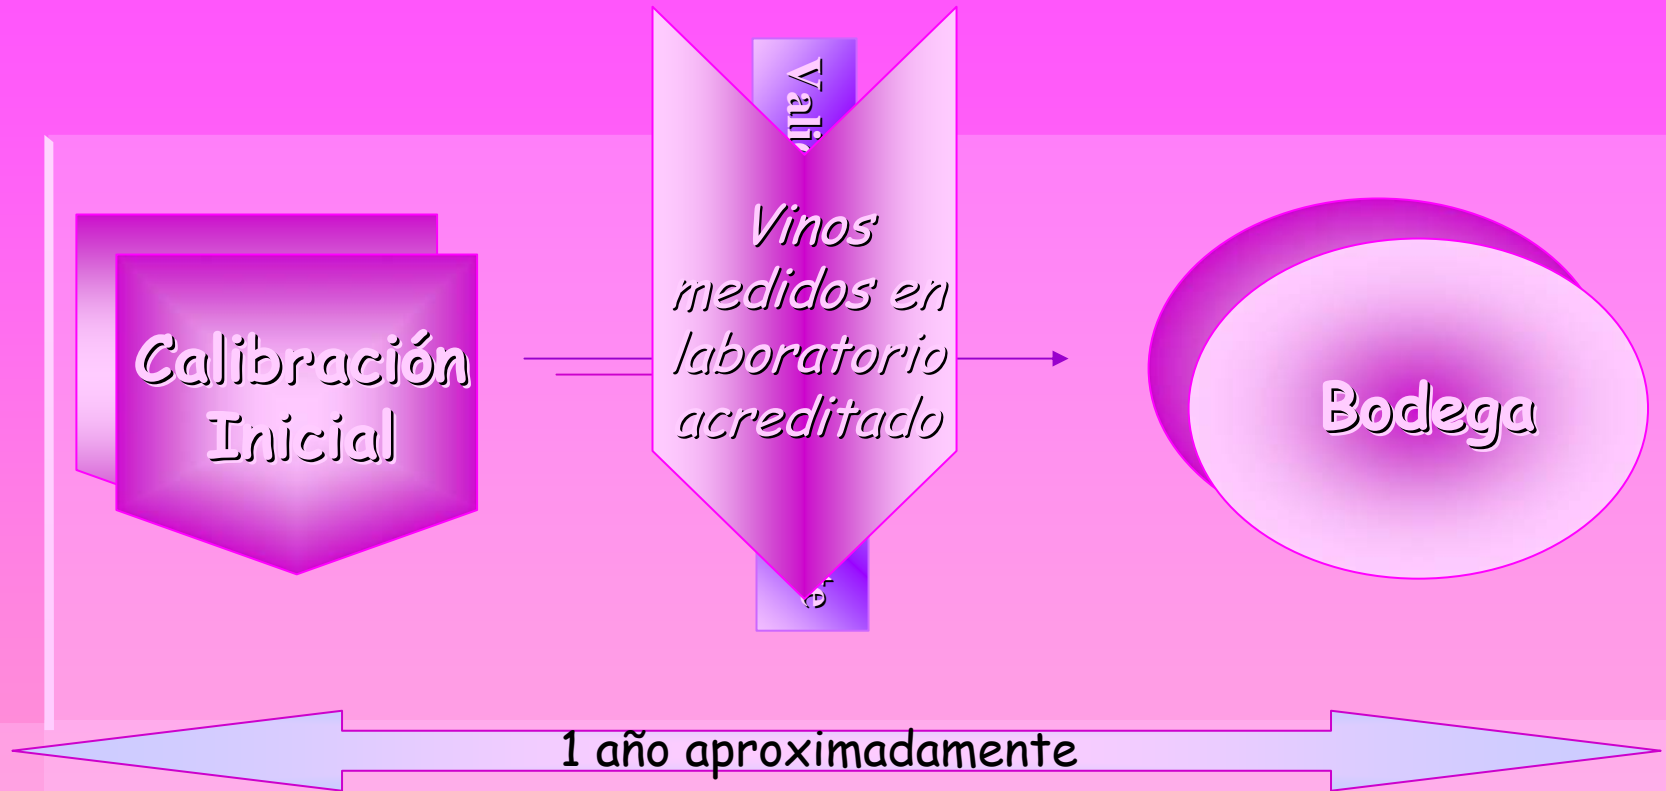 Calibración
Inicial
Vinos
medidos en
laboratorio
acreditado
Bodega
1 año aproximadamente